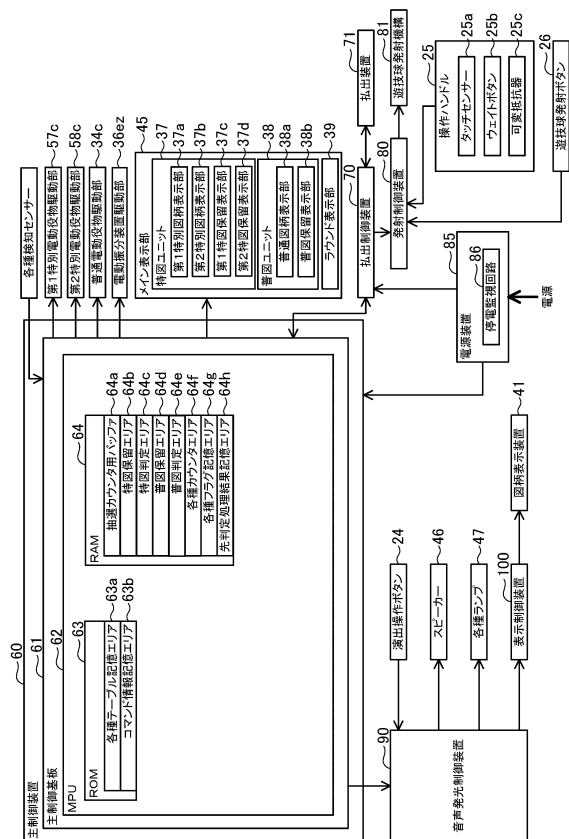 60
主制御装置
61
主制御基板
62
MPU
63
ROM
各種テーブル記憶エリア
63a
コマンド情報記憶エリア
63b
64
RAM
抽選カウンタ用バッファ
64a
特図保留エリア
64b
特図判定エリア
64c
普図保留エリア
64d
普図判定エリア
64e
各種カウンタエリア
64f
各種フラグ記憶エリア
64g
先判定処理結果記憶エリア
64h
各種検知センサー
第1特別電動役物駆動部
57c
第2特別電動役物駆動部
58c
普通電動役物駆動部
34c
電動振分装置駆動部
36ez
メイン表示部
45
特図ユニット
37
第1特別図柄表示部
37a
第2特別図柄表示部
37b
第1特図保留表示部
37c
第2特図保留表示部
37d
普図ユニット
38
普通図柄表示部
38a
普図保留表示部
38b
ラウンド表示部
39
払出制御装置
70
払出装置
71
発射制御装置
80
遊技球発射機構
81
操作ハンドル
25
タッチセンサー
25a
ウェイトボタン
25b
可変抵抗器
25c
遊技球発射ボタン
26
電源装置
85
停電監視回路
86
電源
90
音声発光制御装置
演出操作ボタン
24
スピーカー
46
各種ランプ
47
表示制御装置
100
図柄表示装置
41